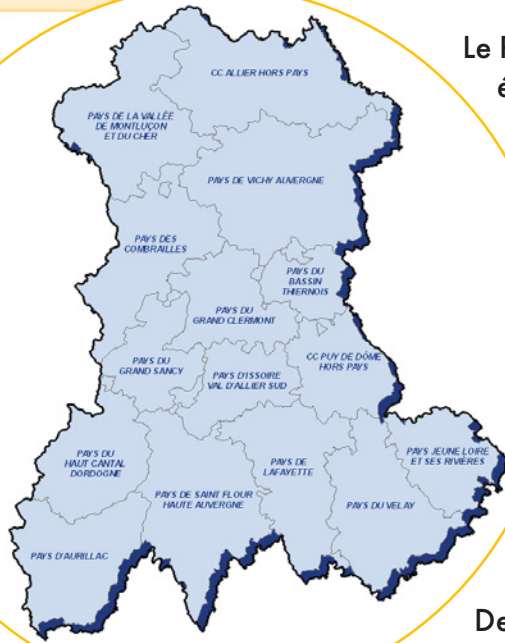 Le
CC ALLIER HORS PAYS
PAYS DE LA VALLÉE
DE MONTLUÇON
ET DU CHER
PAYS DE VICHY AUVERGNE
PAYS DES
COMBRAILLES
PAYS DU
BASSIN
THIERNOIS
PAYS DU
GRAND CLERMONT
CC PUY DE DÔME
HORS PAYS
PAYS DU
GRAND SANCY
PAYS D'ISSOIRE
VAL D'ALLIER SUD
PAYS DU
HAUT CANTAL
DORDOGNE
PAYS DE
LAFAYETTE
PAYS JEUNE LOIRE
ET SES RIVIÈRES
PAYS DE SAINT FLOUR
HAUTE AUVERGNE
PAYS DU VELAY
PAYS D'AURILLAC
De